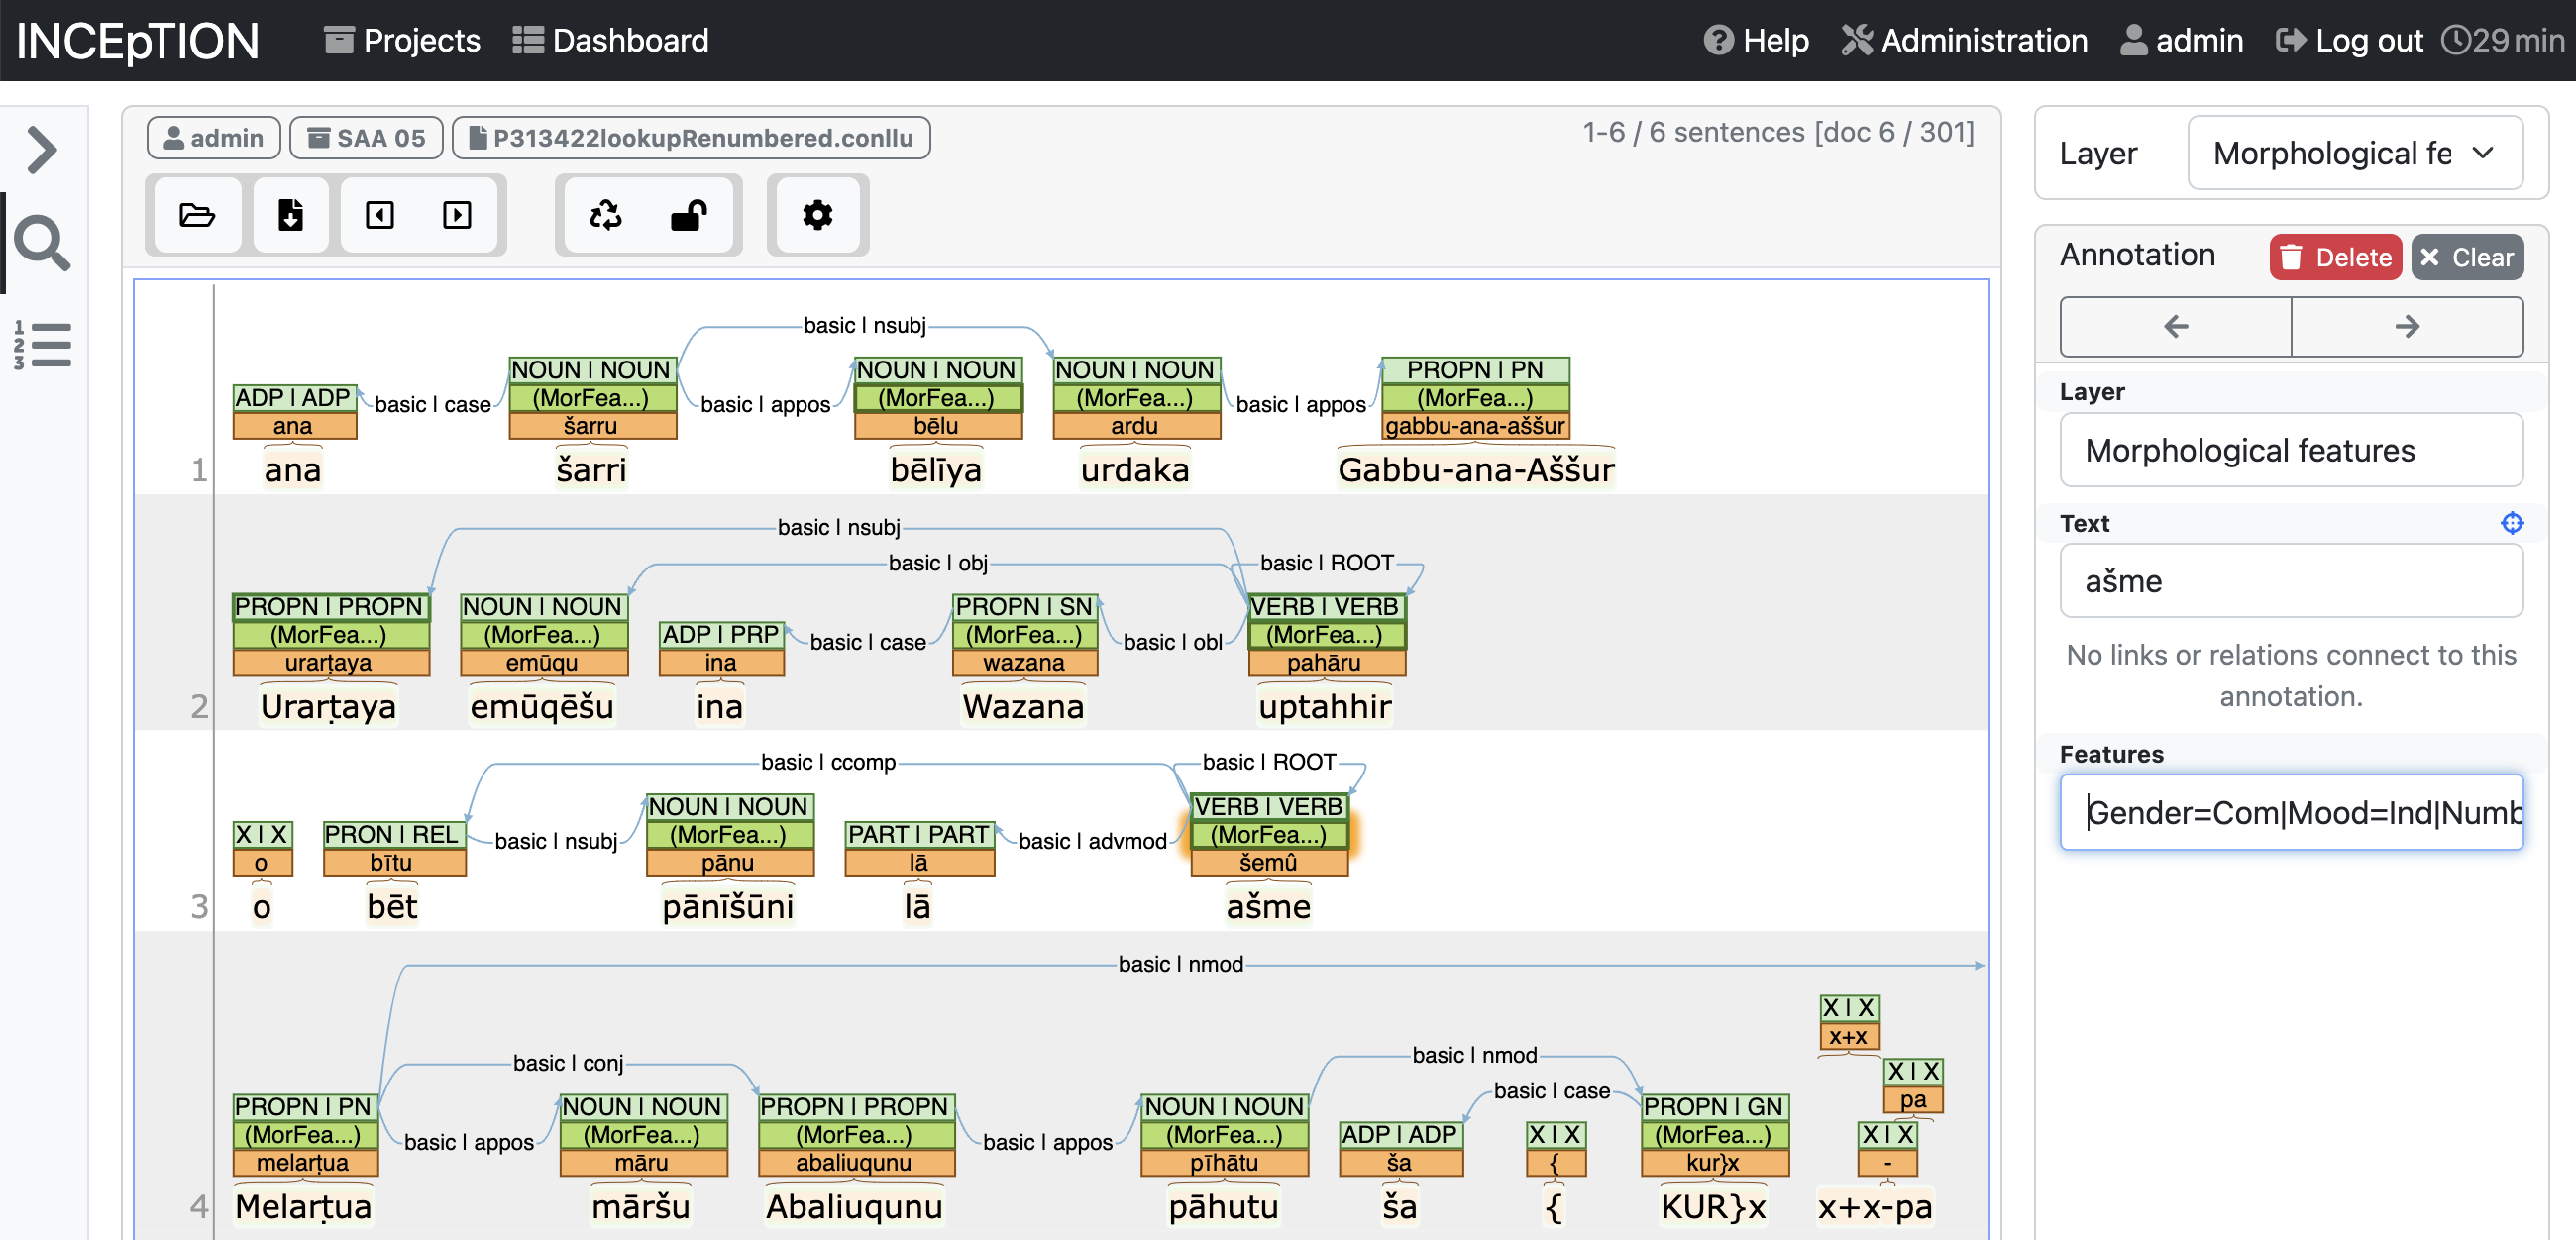 INCEpTION Projects Dashboard Help Administration admin Log out 29 min
admin SAA 05 P313422lookupRenumbered.conllu 1-6 / 6 sentences [doc 6 / 301]
basic | nsubj
NOUN | NOUN NOUN | NOUN NOUN | NOUN PROPN | PN
ADP | ADP basic | case (MorFea...) basic | appos (MorFea...) (MorFea...) basic | appos (MorFea...)
ana šarru bēlu ardu gabbu-ana-aššur
1 ana šarri bēlīya urdaka Gabbu-ana-Aššur
basic | nsubj
basic | obj basic | ROOT
PROPN | PROPN NOUN | NOUN PROPN | SN VERB | VERB
(MorFea...) (MorFea...) ADP | PRP basic | case (MorFea...) basic | obl (MorFea...)
urarṭaya emūqu ina wazana pahāru
2 Urarṭaya emūqēšu ina Wazana uptahhir
basic | ccomp basic | ROOT
NOUN | NOUN VERB | VERB
X | X PRON | REL basic | nsubj (MorFea...) PART | PART basic | advmod (MorFea...)
o bītu pānu lā šemû
3 o bēt pānīšūni lā ašme
basic | nmod
X | X
x+x
basic | conj basic | nmod
X | X
basic | case
pa
PROPN | PN NOUN | NOUN PROPN | PROPN NOUN | NOUN PROPN | GN
(MorFea...) basic | appos (MorFea...) (MorFea...) basic | appos (MorFea...) ADP | ADP X | X (MorFea...) X | X
melarṭua māru abaliuqunu pīhātu ša { kur}x -
4 Melarṭua māršu Abaliuqunu pāhutu ša { KUR}x x+x-pa
Layer Morphological fe
Annotation Delete Clear
Layer
Morphological features
Text
ašme
No links or relations connect to this
annotation.
Features
Gender=Com|Mood=Ind|Numb